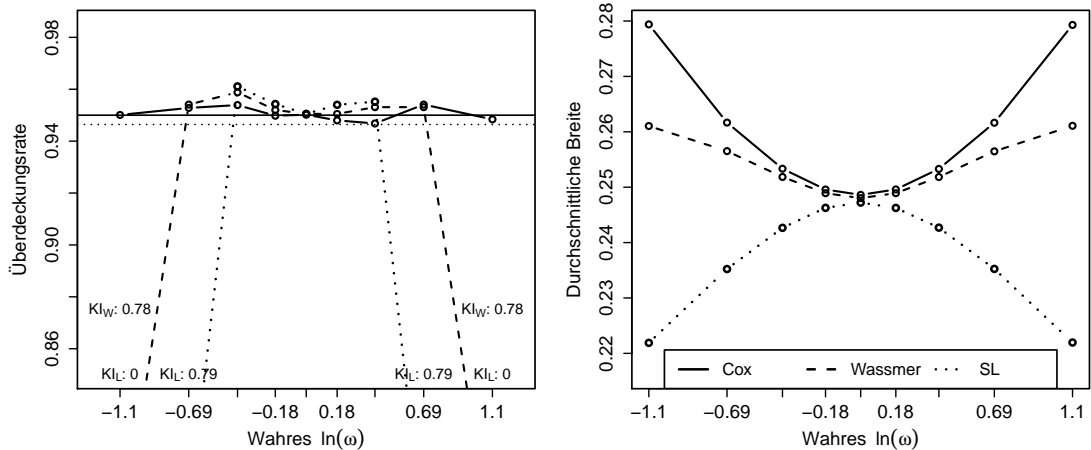 Überdeckungsrate
0.98
0.94
0.90
0.86
KI_W: 0.78
KI_W: 0.78
KI_L: 0
KI_L: 0.79
KI_L: 0.79
KI_L: 0
−1.1
−0.69
−0.18
0.18
0.69
1.1
Wahres ln(ω)
Durchschnittliche Breite
0.28
0.27
0.26
0.25
0.24
0.23
0.22
Cox
Wassmer
SL
−1.1
−0.69
−0.18
0.18
0.69
1.1
Wahres ln(ω)